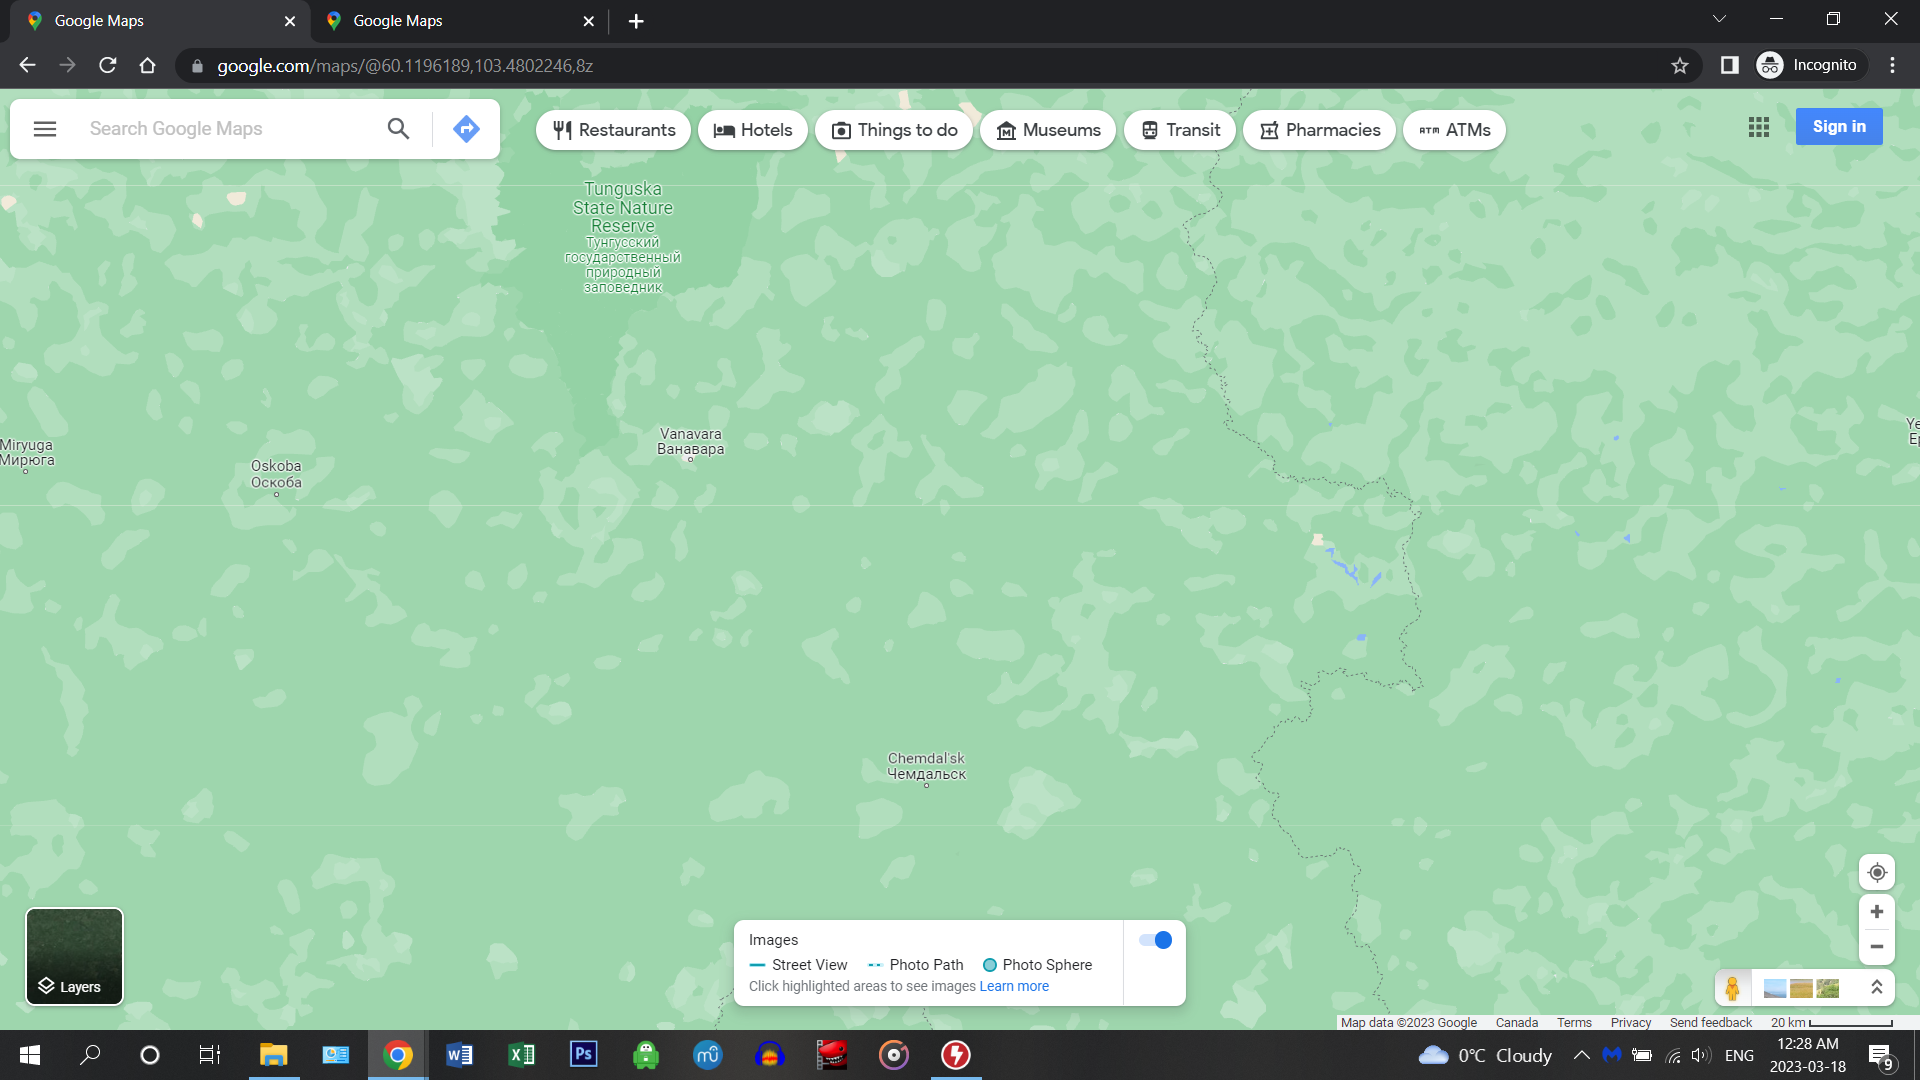 Google Maps
Google Maps
google.com/maps/@60.1196189,103.4802246,8z
Incognito
Search Google Maps
Restaurants
Hotels
Things to do
Museums
Transit
Pharmacies
ATM ATMs
Sign in
Tunguska
State Nature
Reserve
Тунгусский
государственный
природный
заповедник
Miryuga
Мирюга
Oskoba
Оскоба
Vanavara
Ванавара
Ye
Ер
Chemdal'sk
Чемдальск
Layers
Images
Street View
Photo Path
Photo Sphere
Click highlighted areas to see images Learn more
Map data ©2023 Google
Canada
Terms
Privacy
Send feedback
20 km
W
X
Ps
mu
0°C Cloudy
ENG
12:28 AM
2023-03-18
9